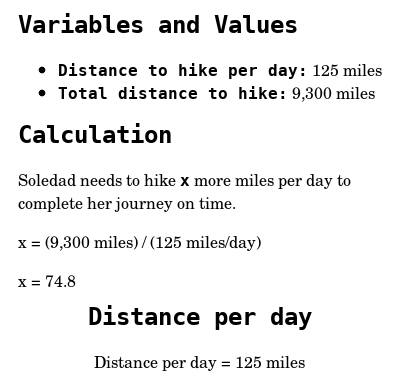 Variables and Values
• Distance to hike per day: 125 miles
• Total distance to hike: 9,300 miles
Calculation
Soledad needs to hike x more miles per day to
complete her journey on time.
x = (9,300 miles) / (125 miles/day)
x = 74.8
Distance per day
Distance per day = 125 miles